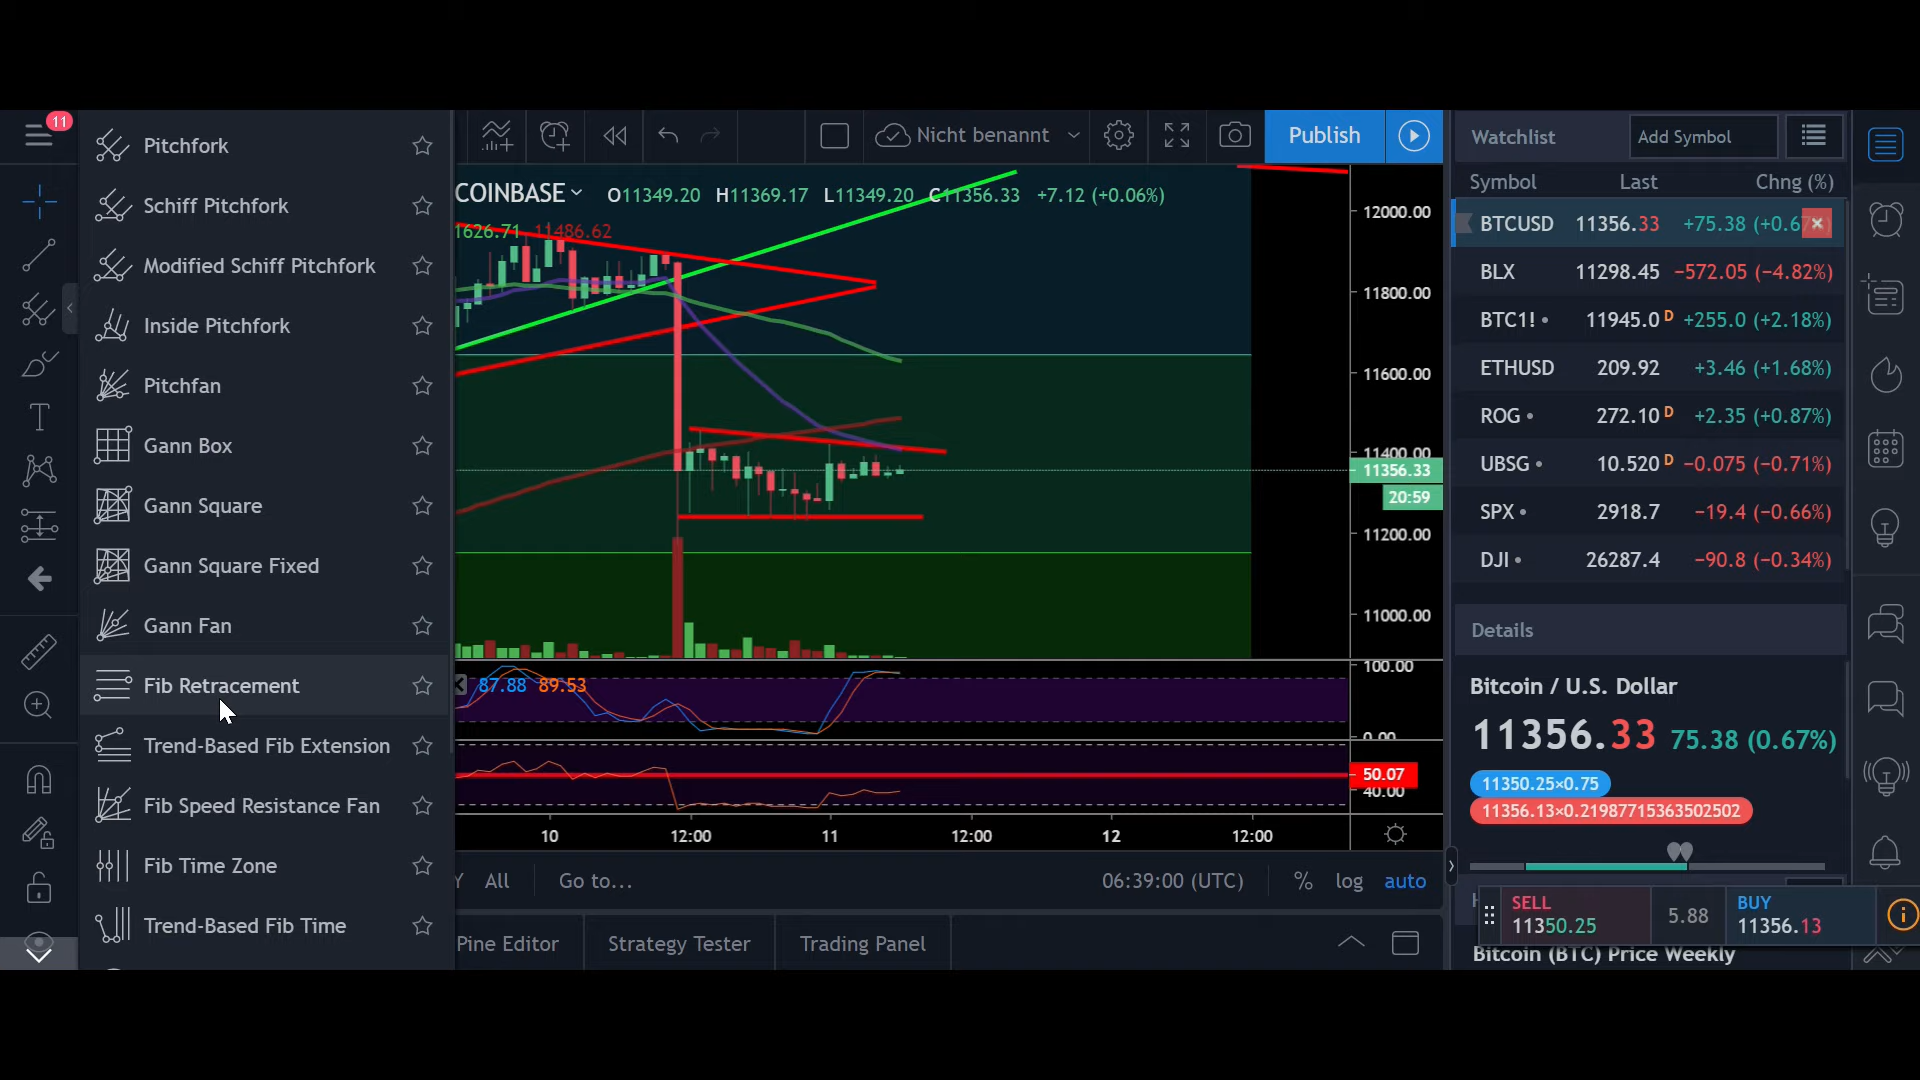 11
Pitchfork
Schiff Pitchfork
Modified Schiff Pitchfork
Inside Pitchfork
Pitchfan
Gann Box
Gann Square
Gann Square Fixed
Gann Fan
Fib Retracement
Trend-Based Fib Extension
Fib Speed Resistance Fan
Fib Time Zone
Trend-Based Fib Time
Nicht benannt
Publish
COINBASE O11349.20 H11369.17 L11349.20 C11356.33 +7.12 (+0.06%)
1626.71 11486.62
12000.00
11800.00
11600.00
11400.00
11356.33
20:59
11200.00
11000.00
100.00
87.88 89.53
0.00
50.07
40.00
10 12:00 11 12:00 12 12:00
Y All Go to... 06:39:00 (UTC) % log auto
Pine Editor Strategy Tester Trading Panel
Watchlist Add Symbol
Symbol Last Chng (%)
BTCUSD 11356.33 +75.38 (+0.67
BLX 11298.45 −572.05 (−4.82%)
BTC1! • 11945.0 D +255.0 (+2.18%)
ETHUSD 209.92 +3.46 (+1.68%)
ROG • 272.10 D +2.35 (+0.87%)
UBSG • 10.520 D −0.075 (−0.71%)
SPX • 2918.7 −19.4 (−0.66%)
DJI • 26287.4 −90.8 (−0.34%)
Details
Bitcoin / U.S. Dollar
11356.33 75.38 (0.67%)
11350.25×0.75
11356.13×0.21987715363502502
SELL
11350.25
5.88
BUY
11356.13
Bitcoin (BTC) Price Weekly